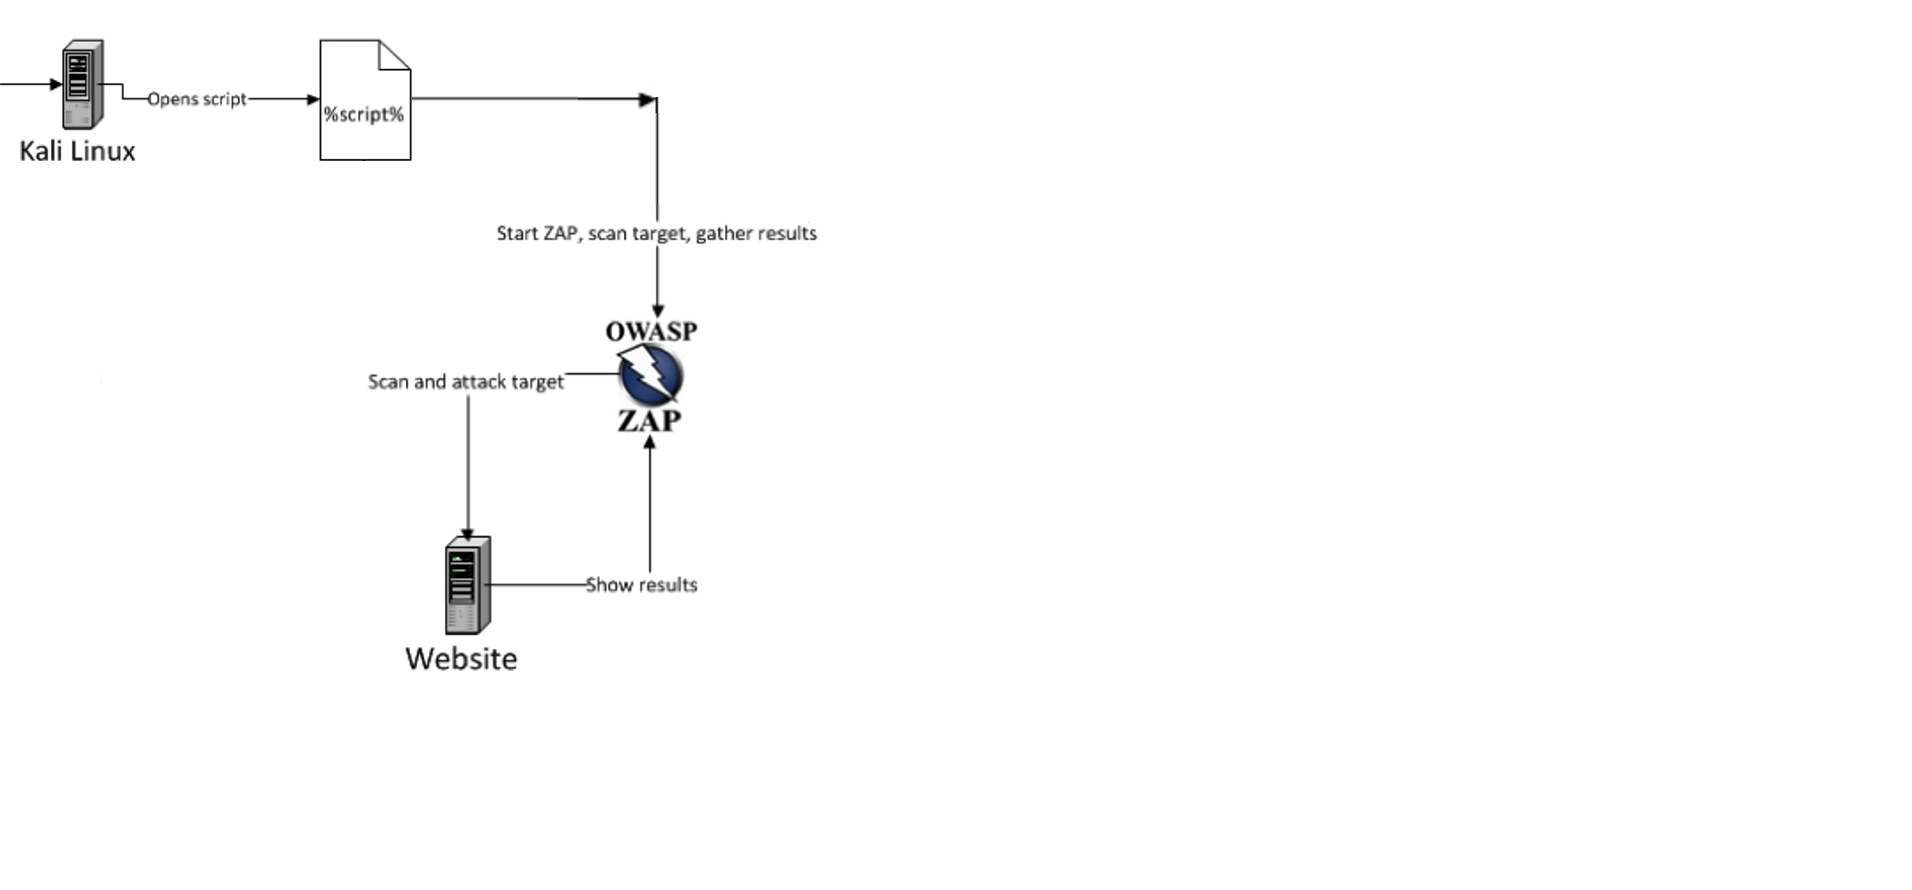 Opens script
%script%
Kali Linux
Start ZAP, scan target, gather results
OWASP
Scan and attack target
ZAP
Show results
Website